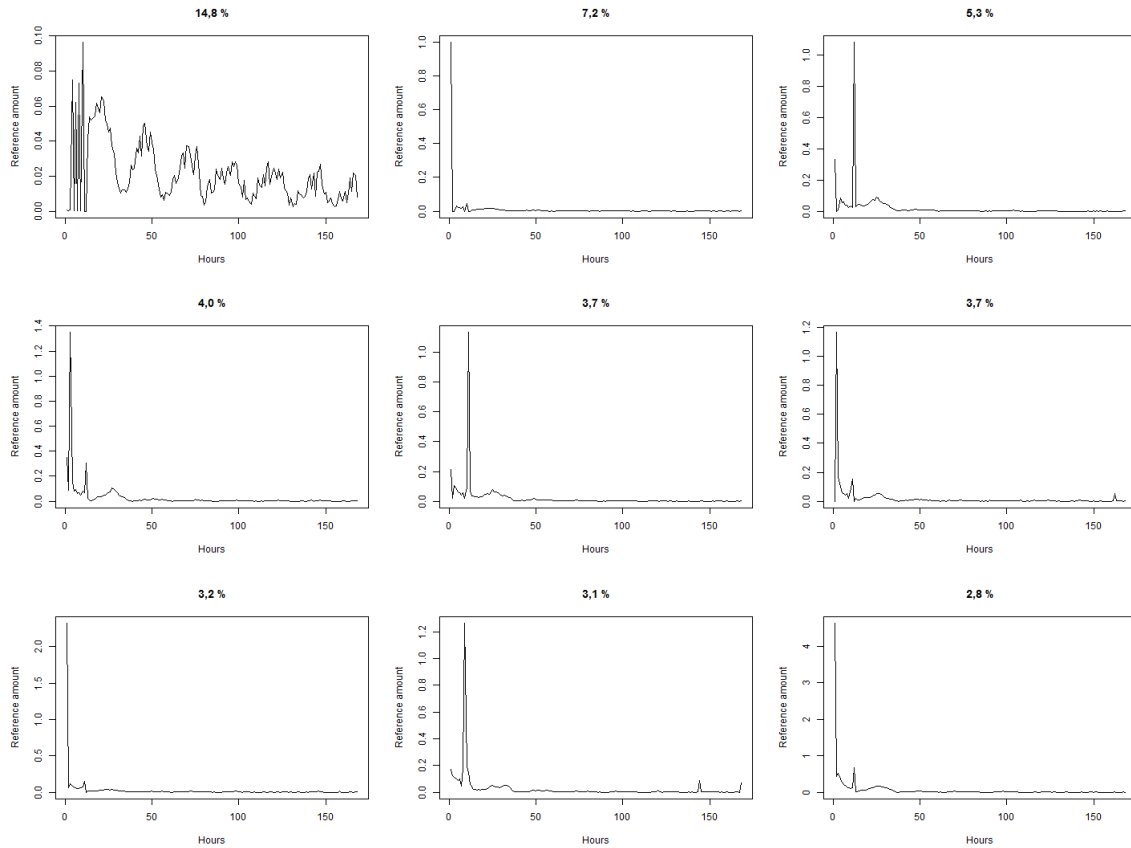 14,8 %
7,2 %
5,3 %
Reference amount
0.00 0.02 0.04 0.06 0.08 0.10
0 50 100 150
Hours
Reference amount
0.0 0.2 0.4 0.6 0.8 1.0
0 50 100 150
Hours
Reference amount
0.0 0.2 0.4 0.6 0.8 1.0
0 50 100 150
Hours
4,0 %
3,7 %
3,7 %
Reference amount
0.0 0.2 0.4 0.6 0.8 1.0 1.2 1.4
0 50 100 150
Hours
Reference amount
0.0 0.2 0.4 0.6 0.8 1.0
0 50 100 150
Hours
Reference amount
0.0 0.2 0.4 0.6 0.8 1.0 1.2
0 50 100 150
Hours
3,2 %
3,1 %
2,8 %
Reference amount
0.0 0.5 1.0 1.5 2.0
0 50 100 150
Hours
Reference amount
0.0 0.2 0.4 0.6 0.8 1.0 1.2
0 50 100 150
Hours
Reference amount
0 1 2 3 4
0 50 100 150
Hours